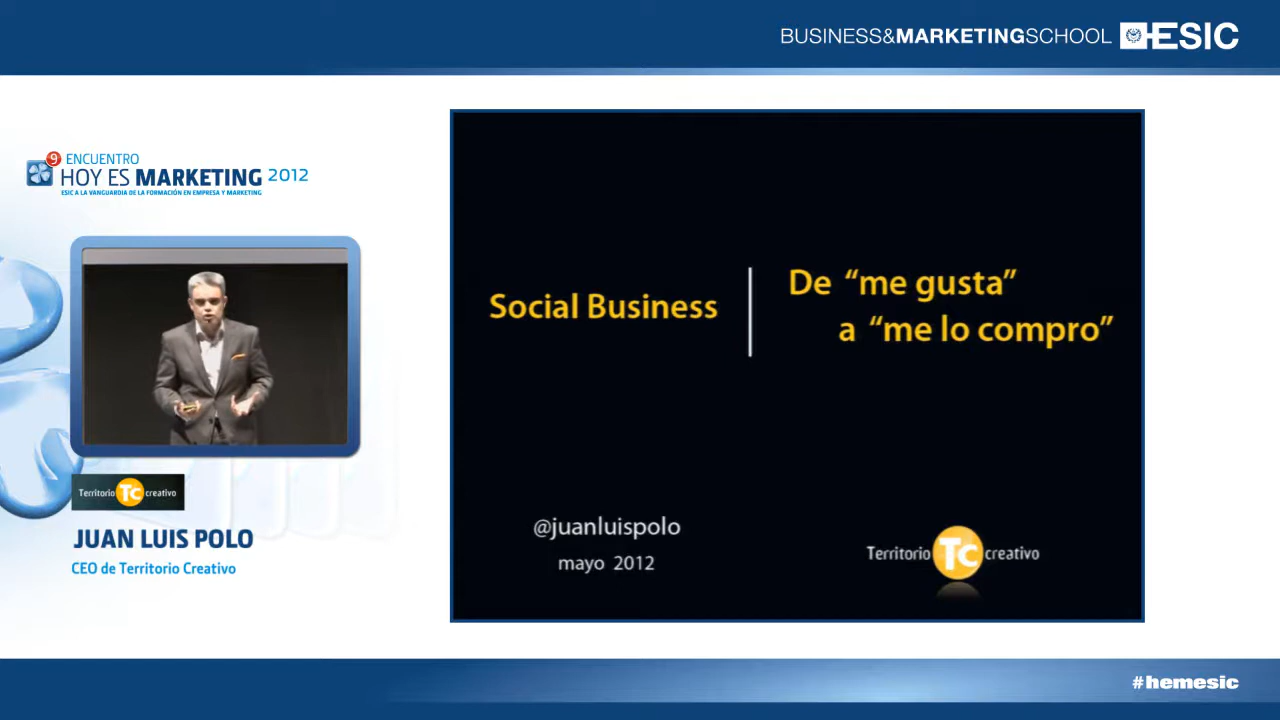 BUSINESS&MARKETINGSCHOOL ESIC
9 ENCUENTRO
HOY ES MARKETING 2012
ESIC A LA VANGUARDIA DE LA FORMACIÓN EN EMPRESA Y MARKETING
Territorio Tc creativo
JUAN LUIS POLO
CEO de Territorio Creativo
Social Business
De “me gusta”
a “me lo compro”
@juanluispolo
mayo 2012
Territorio Tc creativo
#hemesic